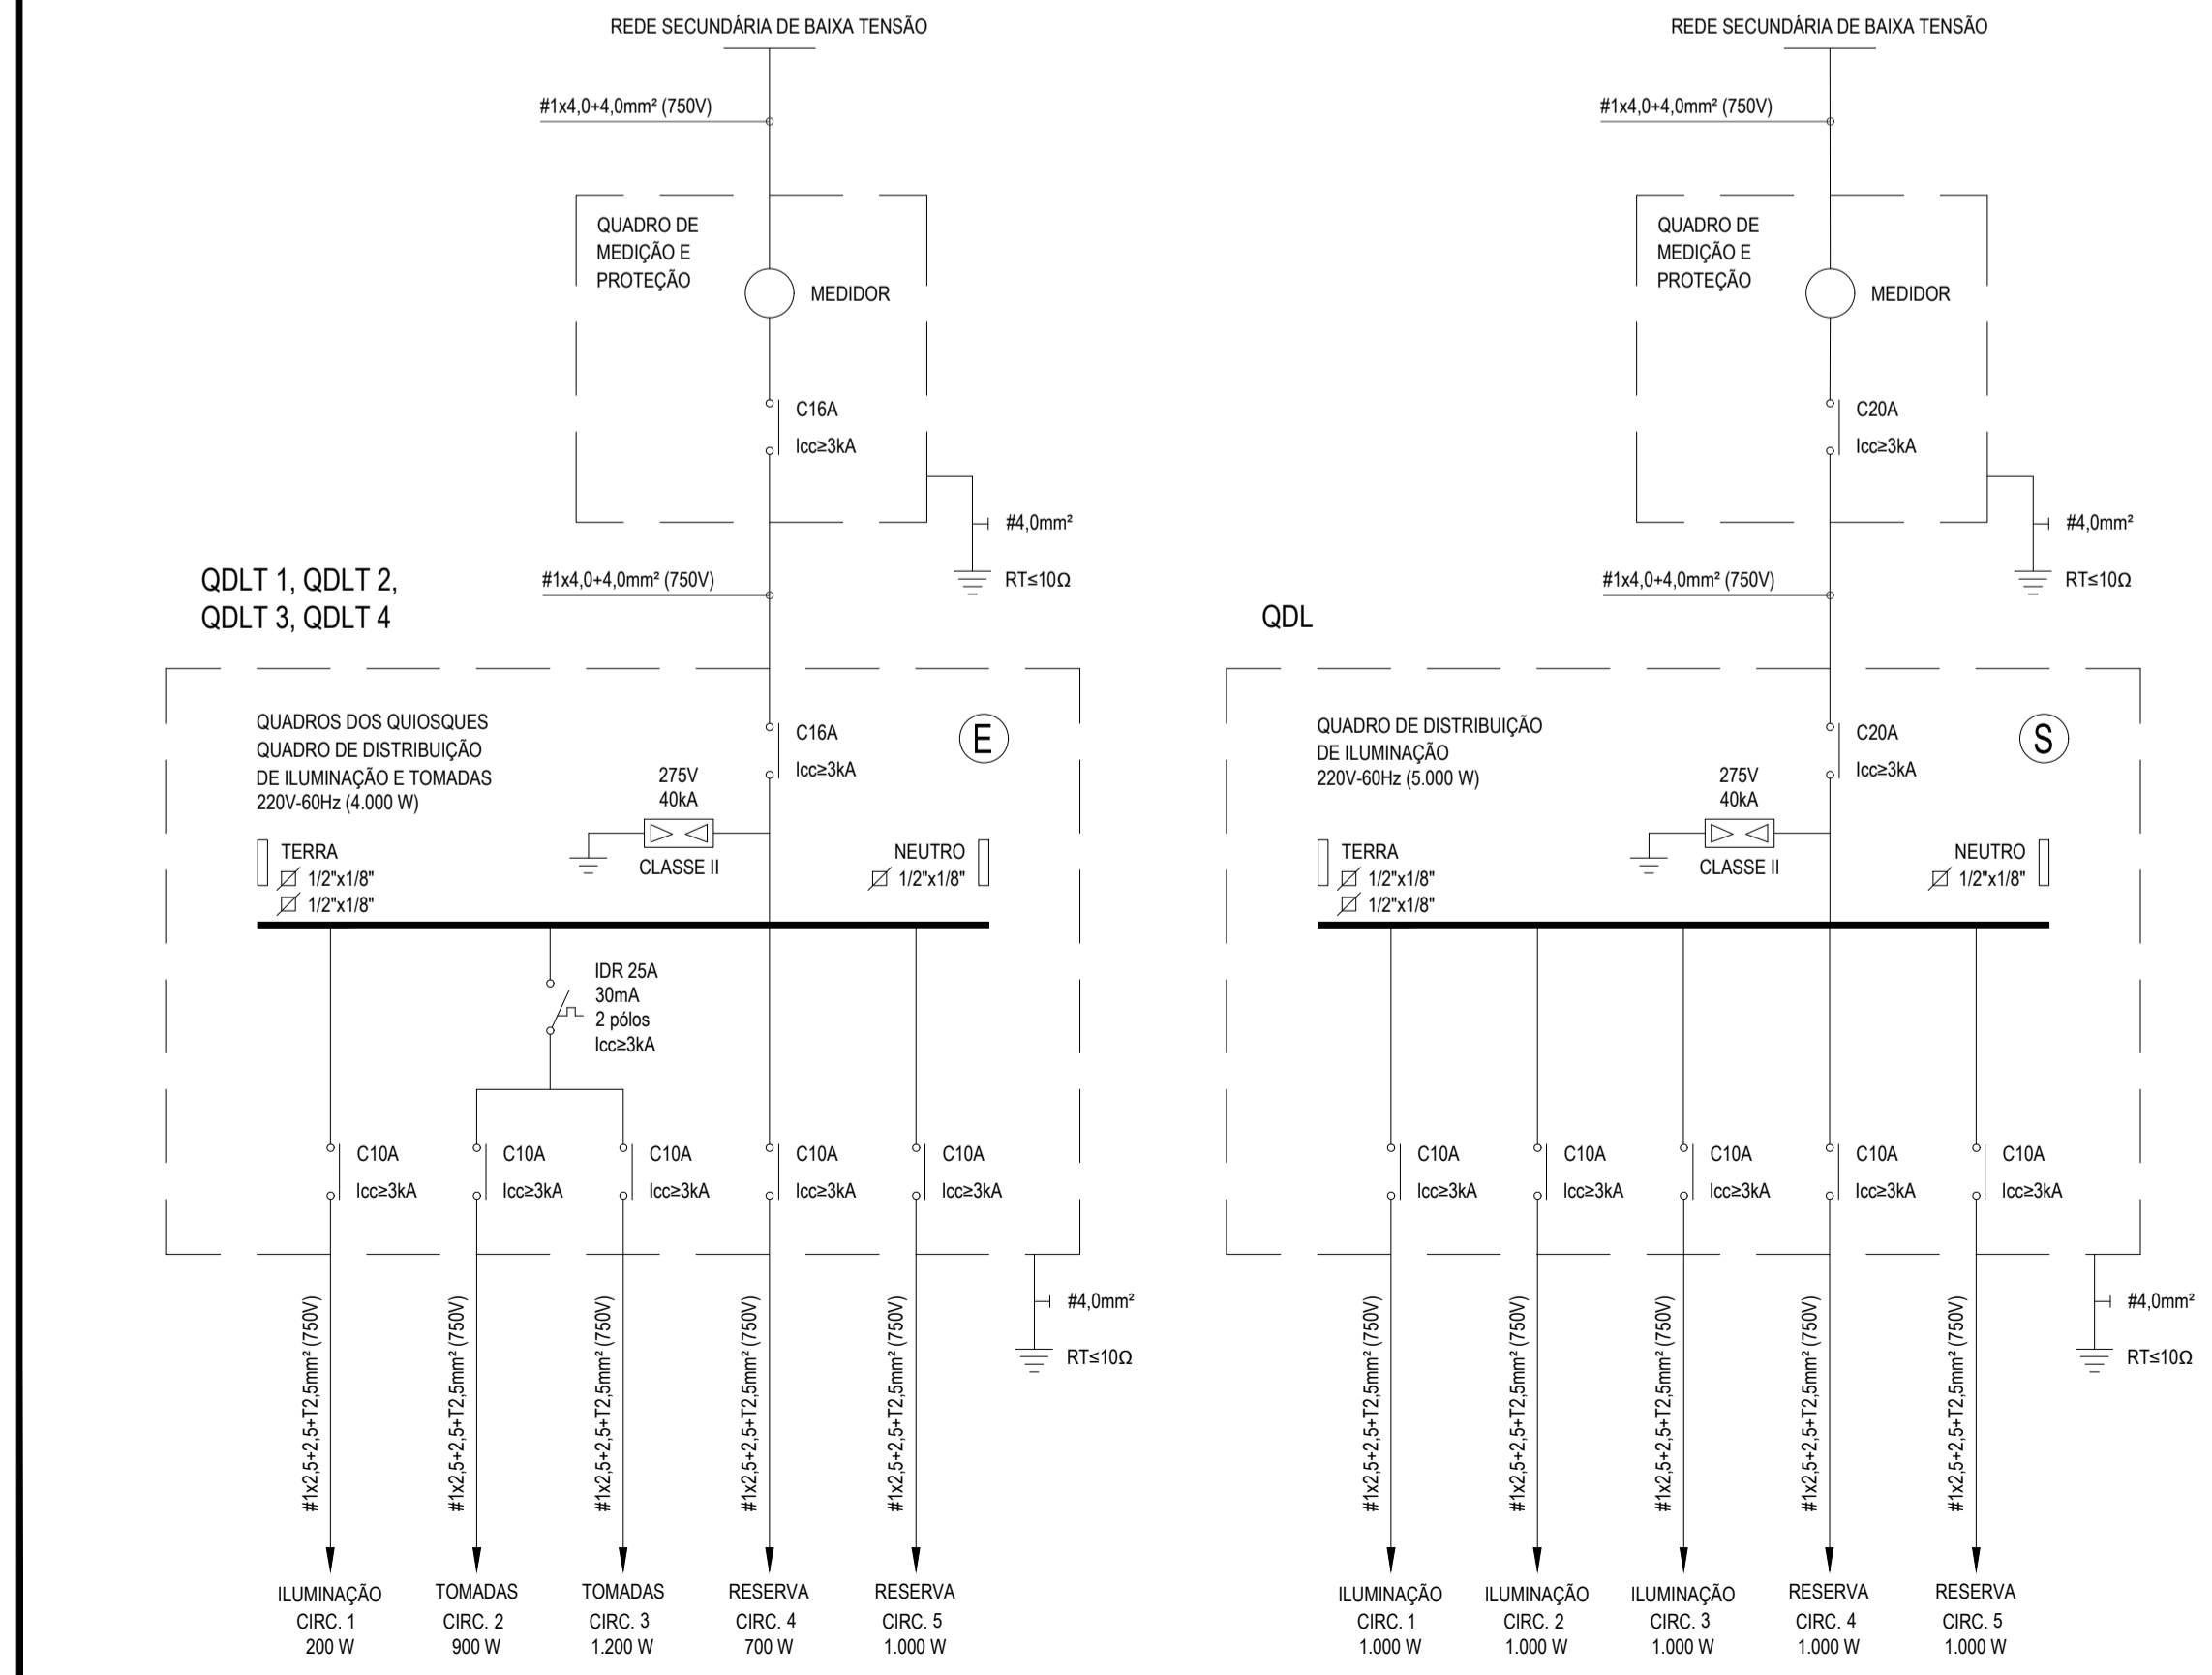 REDE SECUNDÁRIA DE BAIXA TENSÃO
#1x4,0+4,0mm² (750V)
QUADRO DE
MEDIÇÃO E
PROTEÇÃO
MEDIDOR
C16A
Icc≥3kA
#4,0mm²
RT≤10Ω
#1x4,0+4,0mm² (750V)
QDLT 1, QDLT 2,
QDLT 3, QDLT 4
QUADROS DOS QUIOSQUES
QUADRO DE DISTRIBUIÇÃO
DE ILUMINAÇÃO E TOMADAS
220V-60Hz (4.000 W)
C16A
Icc≥3kA
E
275V
40kA
CLASSE II
TERRA
1/2"x1/8"
1/2"x1/8"
NEUTRO
1/2"x1/8"
IDR 25A
30mA
2 pólos
Icc≥3kA
C10A
Icc≥3kA
C10A
Icc≥3kA
C10A
Icc≥3kA
C10A
Icc≥3kA
C10A
Icc≥3kA
#4,0mm²
RT≤10Ω
#1x2,5+2,5+T2,5mm² (750V)
#1x2,5+2,5+T2,5mm² (750V)
#1x2,5+2,5+T2,5mm² (750V)
#1x2,5+2,5+T2,5mm² (750V)
#1x2,5+2,5+T2,5mm² (750V)
ILUMINAÇÃO
CIRC. 1
200 W
TOMADAS
CIRC. 2
900 W
TOMADAS
CIRC. 3
1.200 W
RESERVA
CIRC. 4
700 W
RESERVA
CIRC. 5
1.000 W
REDE SECUNDÁRIA DE BAIXA TENSÃO
#1x4,0+4,0mm² (750V)
QUADRO DE
MEDIÇÃO E
PROTEÇÃO
MEDIDOR
C20A
Icc≥3kA
#4,0mm²
RT≤10Ω
#1x4,0+4,0mm² (750V)
QDL
QUADRO DE DISTRIBUIÇÃO
DE ILUMINAÇÃO
220V-60Hz (5.000 W)
C20A
Icc≥3kA
S
275V
40kA
CLASSE II
TERRA
1/2"x1/8"
1/2"x1/8"
NEUTRO
1/2"x1/8"
C10A
Icc≥3kA
C10A
Icc≥3kA
C10A
Icc≥3kA
C10A
Icc≥3kA
C10A
Icc≥3kA
#4,0mm²
RT≤10Ω
#1x2,5+2,5+T2,5mm² (750V)
#1x2,5+2,5+T2,5mm² (750V)
#1x2,5+2,5+T2,5mm² (750V)
#1x2,5+2,5+T2,5mm² (750V)
#1x2,5+2,5+T2,5mm² (750V)
ILUMINAÇÃO
CIRC. 1
1.000 W
ILUMINAÇÃO
CIRC. 2
1.000 W
ILUMINAÇÃO
CIRC. 3
1.000 W
RESERVA
CIRC. 4
1.000 W
RESERVA
CIRC. 5
1.000 W